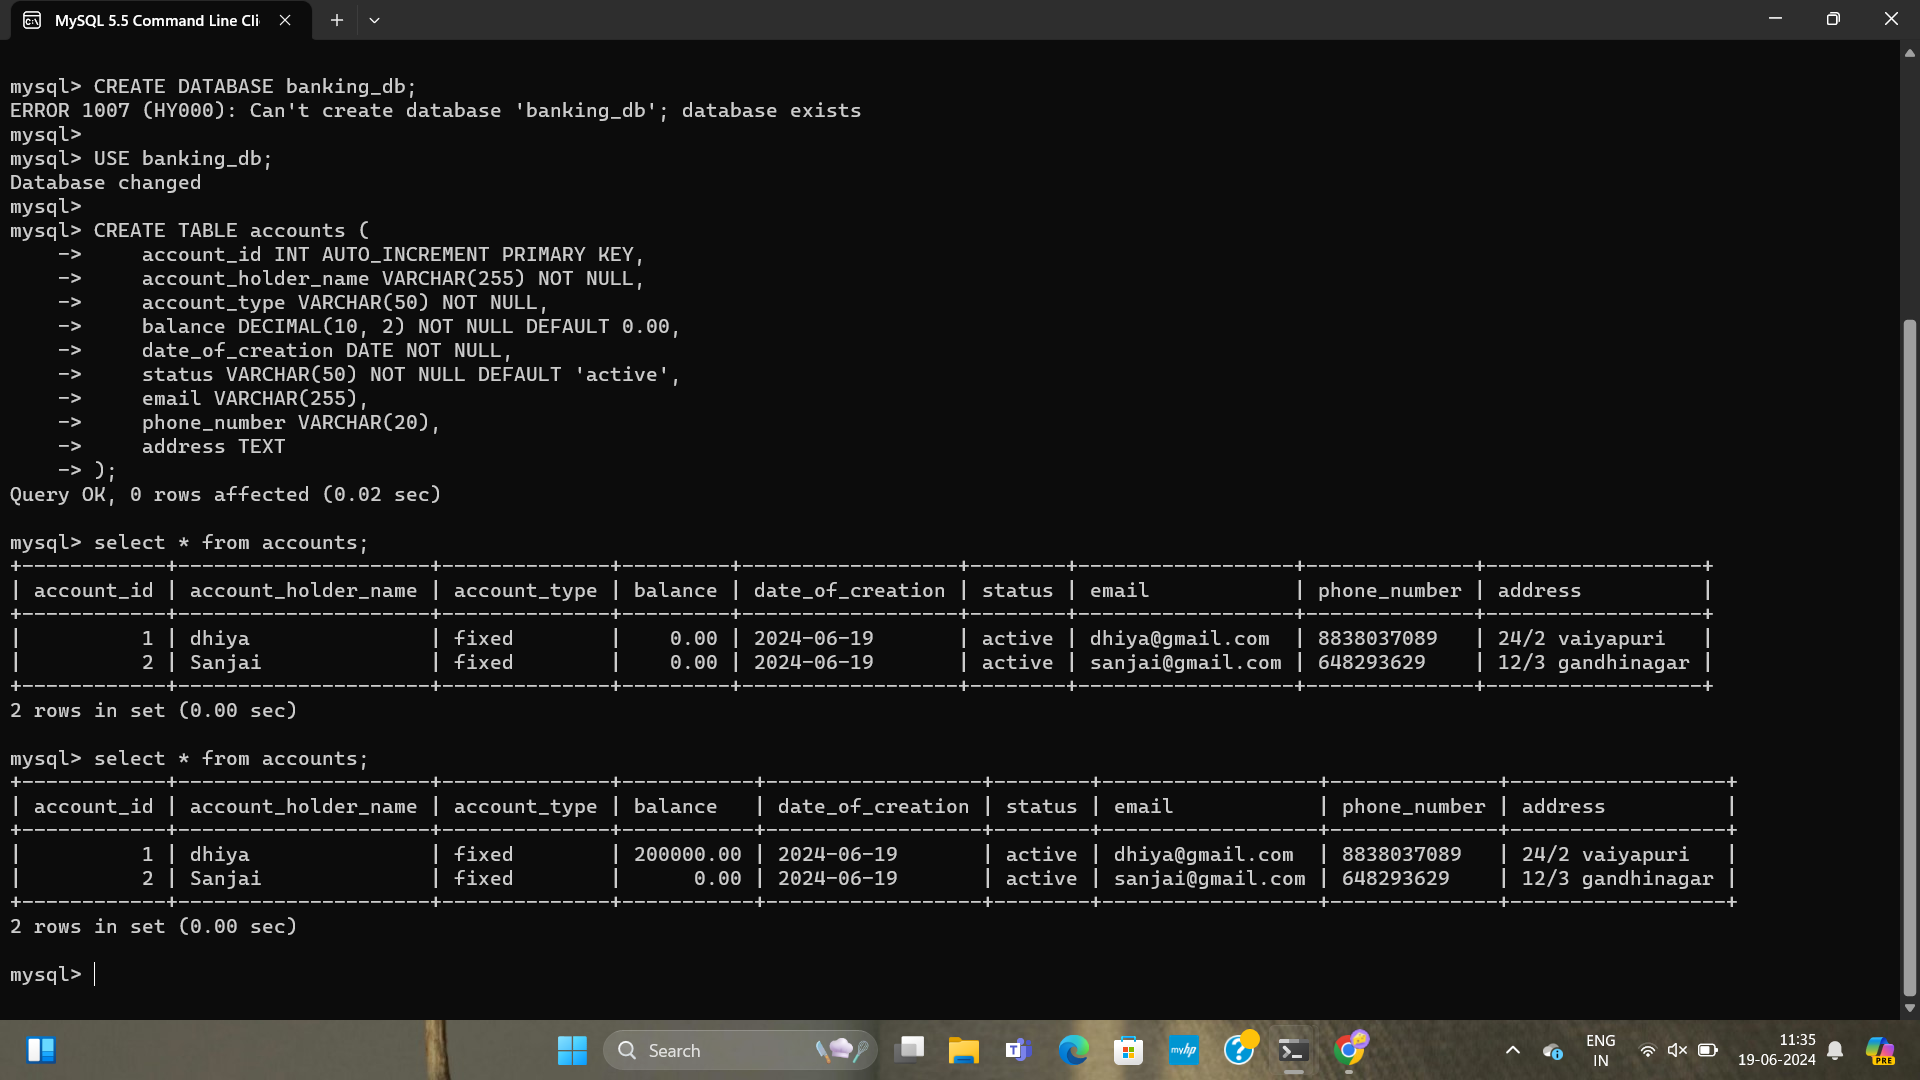 MySQL 5.5 Command Line Cli
mysql> CREATE DATABASE banking_db;
ERROR 1007 (HY000): Can't create database 'banking_db'; database exists
mysql>
mysql> USE banking_db;
Database changed
mysql>
mysql> CREATE TABLE accounts (
    ->     account_id INT AUTO_INCREMENT PRIMARY KEY,
    ->     account_holder_name VARCHAR(255) NOT NULL,
    ->     account_type VARCHAR(50) NOT NULL,
    ->     balance DECIMAL(10, 2) NOT NULL DEFAULT 0.00,
    ->     date_of_creation DATE NOT NULL,
    ->     status VARCHAR(50) NOT NULL DEFAULT 'active',
    ->     email VARCHAR(255),
    ->     phone_number VARCHAR(20),
    ->     address TEXT
    -> );
Query OK, 0 rows affected (0.02 sec)
mysql> select * from accounts;
+------------+---------------------+--------------+---------+------------------+--------+------------------+--------------+------------------+
| account_id | account_holder_name | account_type | balance | date_of_creation | status | email            | phone_number | address          |
+------------+---------------------+--------------+---------+------------------+--------+------------------+--------------+------------------+
|          1 | dhiya               | fixed        |    0.00 | 2024-06-19       | active | dhiya@gmail.com  | 8838037089   | 24/2 vaiyapuri   |
|          2 | Sanjai              | fixed        |    0.00 | 2024-06-19       | active | sanjai@gmail.com | 648293629    | 12/3 gandhinagar |
+------------+---------------------+--------------+---------+------------------+--------+------------------+--------------+------------------+
2 rows in set (0.00 sec)
mysql> select * from accounts;
+------------+---------------------+--------------+-----------+------------------+--------+------------------+--------------+------------------+
| account_id | account_holder_name | account_type | balance   | date_of_creation | status | email            | phone_number | address          |
+------------+---------------------+--------------+-----------+------------------+--------+------------------+--------------+------------------+
|          1 | dhiya               | fixed        | 200000.00 | 2024-06-19       | active | dhiya@gmail.com  | 8838037089   | 24/2 vaiyapuri   |
|          2 | Sanjai              | fixed        |      0.00 | 2024-06-19       | active | sanjai@gmail.com | 648293629    | 12/3 gandhinagar |
+------------+---------------------+--------------+-----------+------------------+--------+------------------+--------------+------------------+
2 rows in set (0.00 sec)
mysql>
Search
myhp
ENG
IN
11:35
19-06-2024
PRE